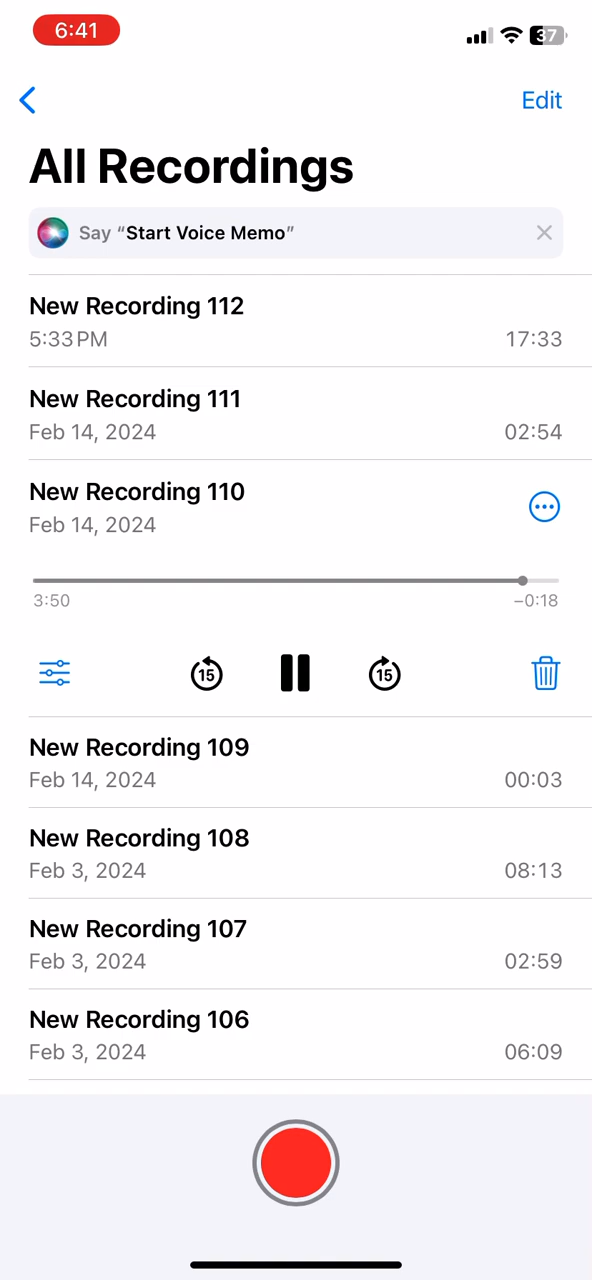 6:41
37
Edit
All Recordings
Say “Start Voice Memo”
New Recording 112
5:33 PM 17:33
New Recording 111
Feb 14, 2024 02:54
New Recording 110
Feb 14, 2024
3:50 −0:18
15 15
New Recording 109
Feb 14, 2024 00:03
New Recording 108
Feb 3, 2024 08:13
New Recording 107
Feb 3, 2024 02:59
New Recording 106
Feb 3, 2024 06:09